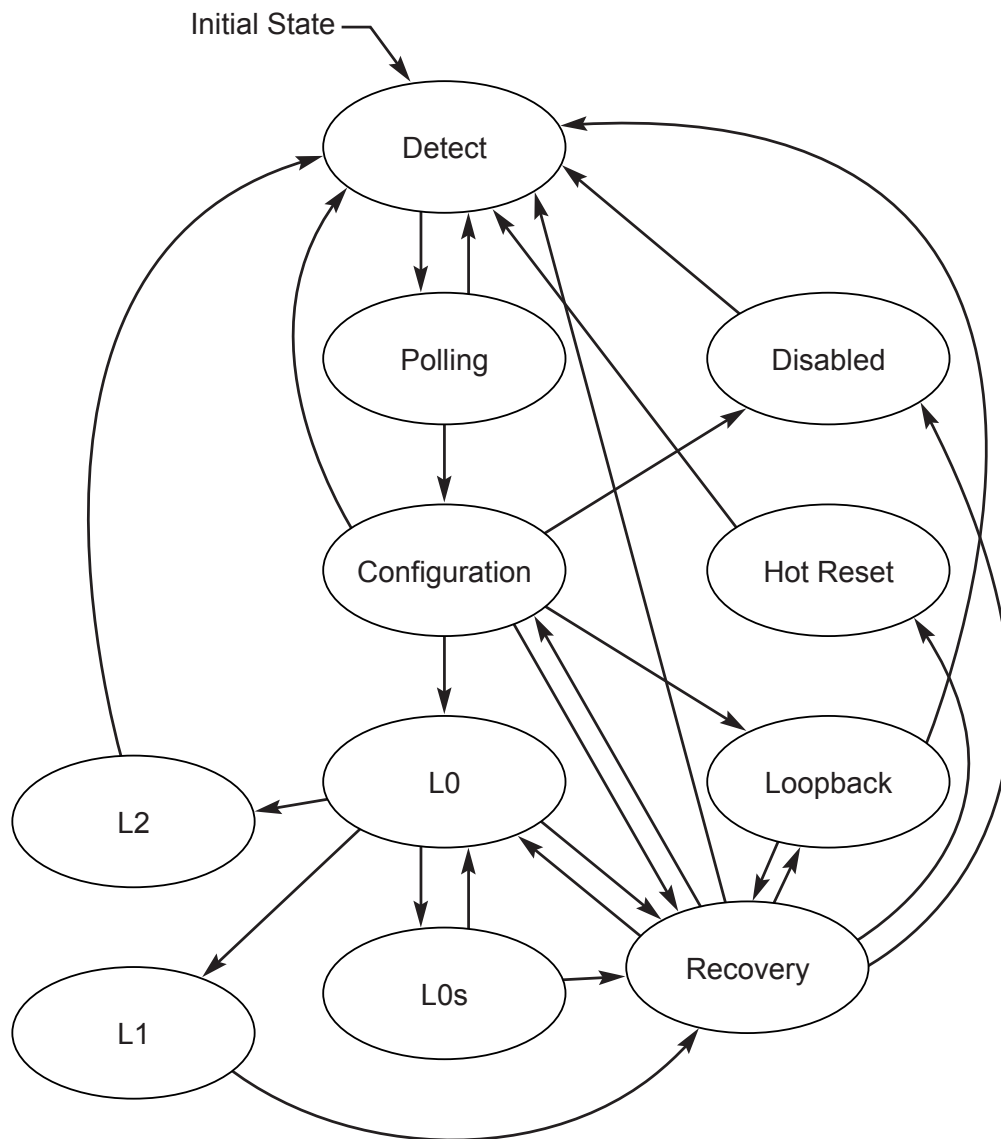 Initial State
Detect
Polling
Disabled
Configuration
Hot Reset
L0
Loopback
L2
Recovery
L0s
L1